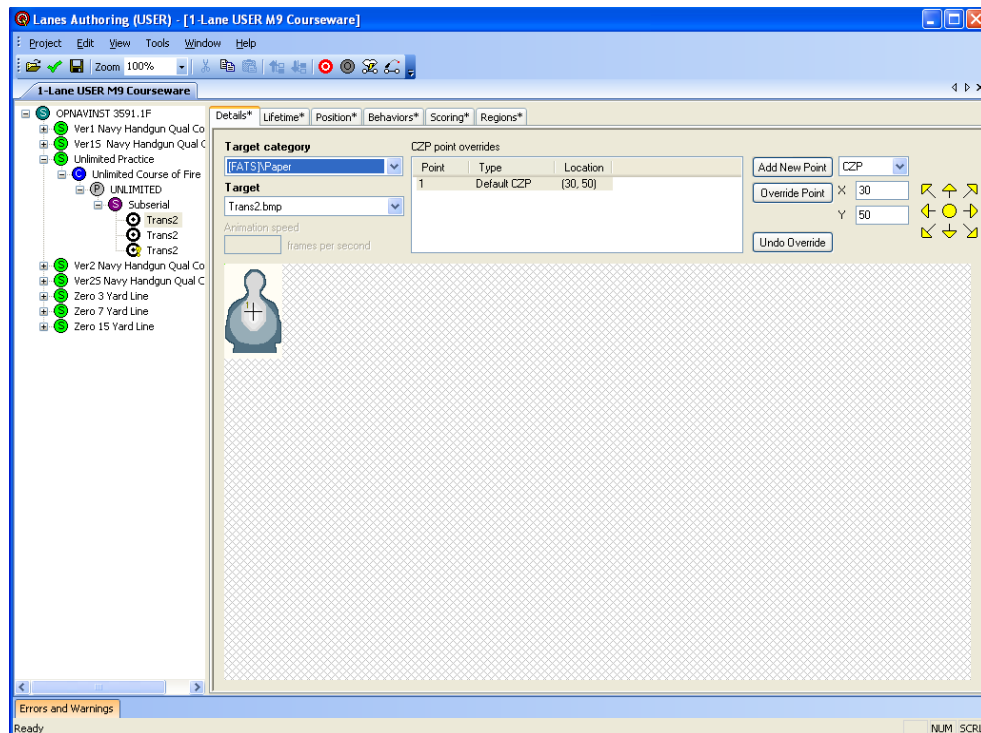 Lanes Authoring (USER) - [1-Lane USER M9 Courseware]
Project Edit View Tools Window Help
Zoom 100%
1-Lane USER M9 Courseware
OPNAVINST 3591.1F
Ver1 Navy Handgun Qual Co
Ver1S Navy Handgun Qual C
Unlimited Practice
Unlimited Course of Fire
UNLIMITED
Subserial
Trans2
Trans2
Trans2
Ver2 Navy Handgun Qual Co
Ver2S Navy Handgun Qual C
Zero 3 Yard Line
Zero 7 Yard Line
Zero 15 Yard Line
Details* Lifetime* Position* Behaviors* Scoring* Regions*
Target category
[FATS]\Paper
Target
Trans2.bmp
Animation speed
frames per second
CZP point overrides
Point Type Location
1 Default CZP (30, 50)
Add New Point CZP
Override Point X 30
Y 50
Undo Override
1
Errors and Warnings
Ready NUM SCRL